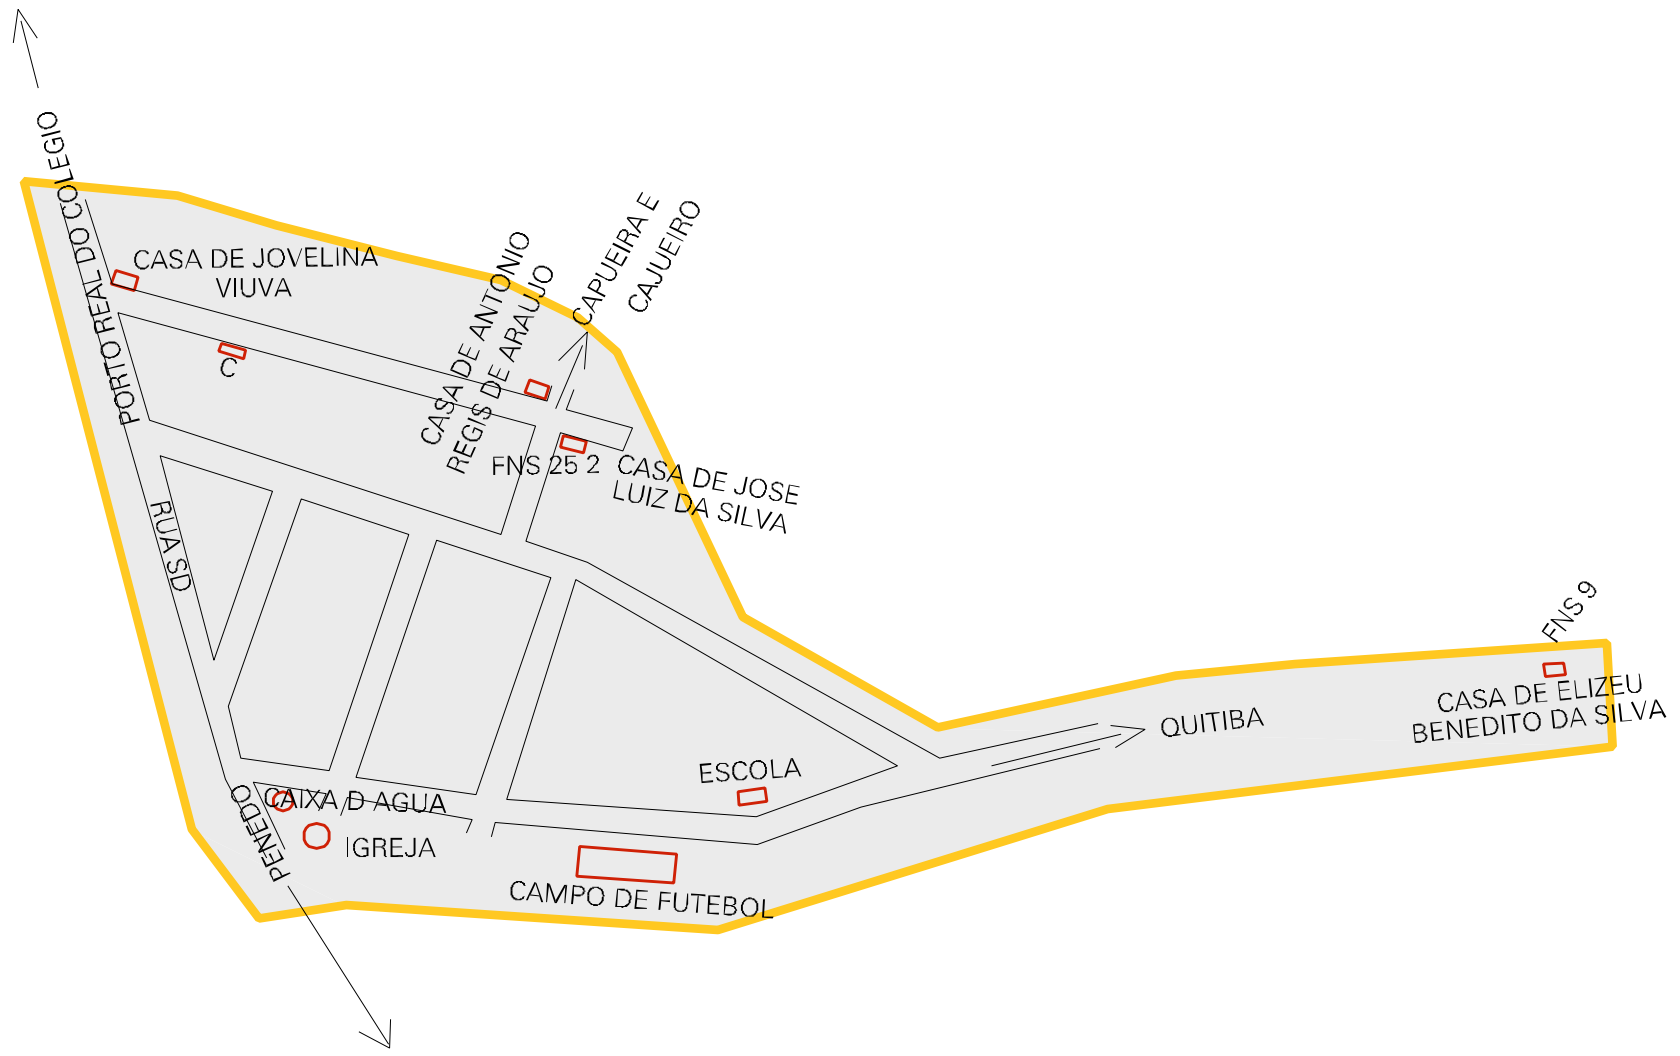 PORTO REAL DO COLEGIO
CASA DE JOVELINA
VIUVA
C
CASA DE ANTONIO
REGIS DE ARAUJO
CAPUEIRA E
CAJUEIRO
FNS 25 2
CASA DE JOSE
LUIZ DA SILVA
RUA SD
FNS 9
CASA DE ELIZEU
BENEDITO DA SILVA
QUITIBA
ESCOLA
CAIXA D AGUA
PENEDO
IGREJA
CAMPO DE FUTEBOL